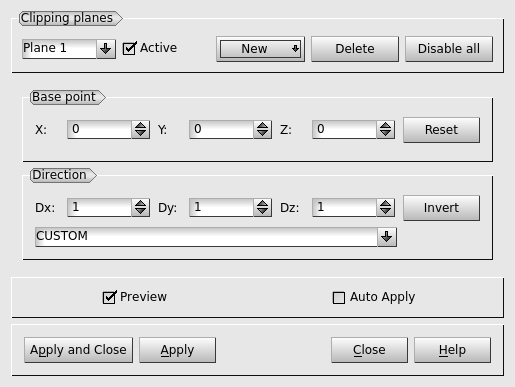 Clipping planes
Plane 1 Active New Delete Disable all
Base point
X: 0 Y: 0 Z: 0 Reset
Direction
Dx: 1 Dy: 1 Dz: 1 Invert
CUSTOM
Preview Auto Apply
Apply and Close Apply Close Help